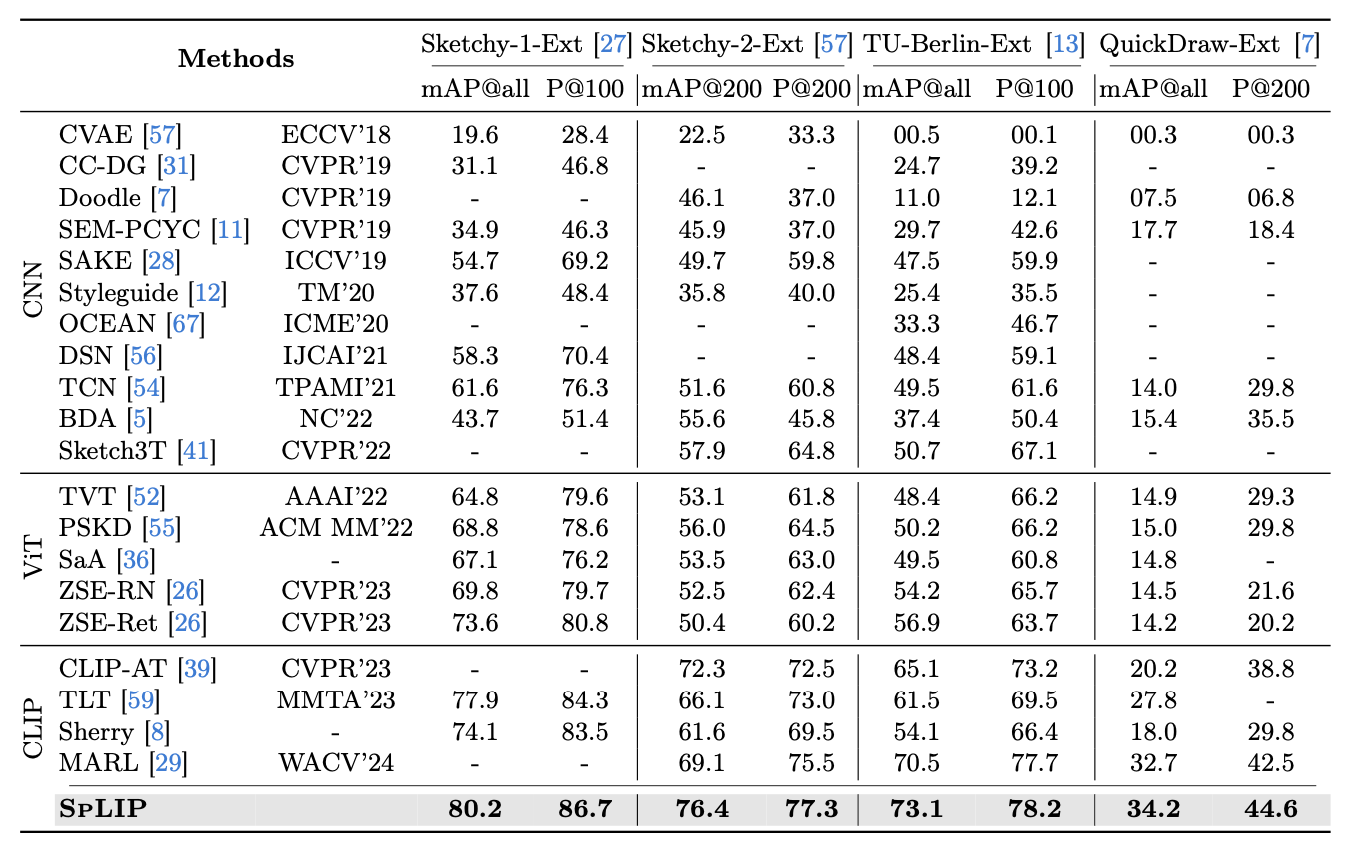 Methods Sketchy-1-Ext [27] Sketchy-2-Ext [57] TU-Berlin-Ext [13] QuickDraw-Ext [7]
mAP@all P@100 mAP@200 P@200 mAP@all P@100 mAP@all P@200
CNN
CVAE [57] ECCV'18 19.6 28.4 22.5 33.3 00.5 00.1 00.3 00.3
CC-DG [31] CVPR'19 31.1 46.8 - - 24.7 39.2 - -
Doodle [7] CVPR'19 - - 46.1 37.0 11.0 12.1 07.5 06.8
SEM-PCYC [11] CVPR'19 34.9 46.3 45.9 37.0 29.7 42.6 17.7 18.4
SAKE [28] ICCV'19 54.7 69.2 49.7 59.8 47.5 59.9 - -
Styleguide [12] TM'20 37.6 48.4 35.8 40.0 25.4 35.5 - -
OCEAN [67] ICME'20 - - - - 33.3 46.7 - -
DSN [56] IJCAI'21 58.3 70.4 - - 48.4 59.1 - -
TCN [54] TPAMI'21 61.6 76.3 51.6 60.8 49.5 61.6 14.0 29.8
BDA [5] NC'22 43.7 51.4 55.6 45.8 37.4 50.4 15.4 35.5
Sketch3T [41] CVPR'22 - - 57.9 64.8 50.7 67.1 - -
ViT
TVT [52] AAAI'22 64.8 79.6 53.1 61.8 48.4 66.2 14.9 29.3
PSKD [55] ACM MM'22 68.8 78.6 56.0 64.5 50.2 66.2 15.0 29.8
SaA [36] - 67.1 76.2 53.5 63.0 49.5 60.8 14.8 -
ZSE-RN [26] CVPR'23 69.8 79.7 52.5 62.4 54.2 65.7 14.5 21.6
ZSE-Ret [26] CVPR'23 73.6 80.8 50.4 60.2 56.9 63.7 14.2 20.2
CLIP
CLIP-AT [39] CVPR'23 - - 72.3 72.5 65.1 73.2 20.2 38.8
TLT [59] MMTA'23 77.9 84.3 66.1 73.0 61.5 69.5 27.8 -
Sherry [8] - 74.1 83.5 61.6 69.5 54.1 66.4 18.0 29.8
MARL [29] WACV'24 - - 69.1 75.5 70.5 77.7 32.7 42.5
SpLIP 80.2 86.7 76.4 77.3 73.1 78.2 34.2 44.6